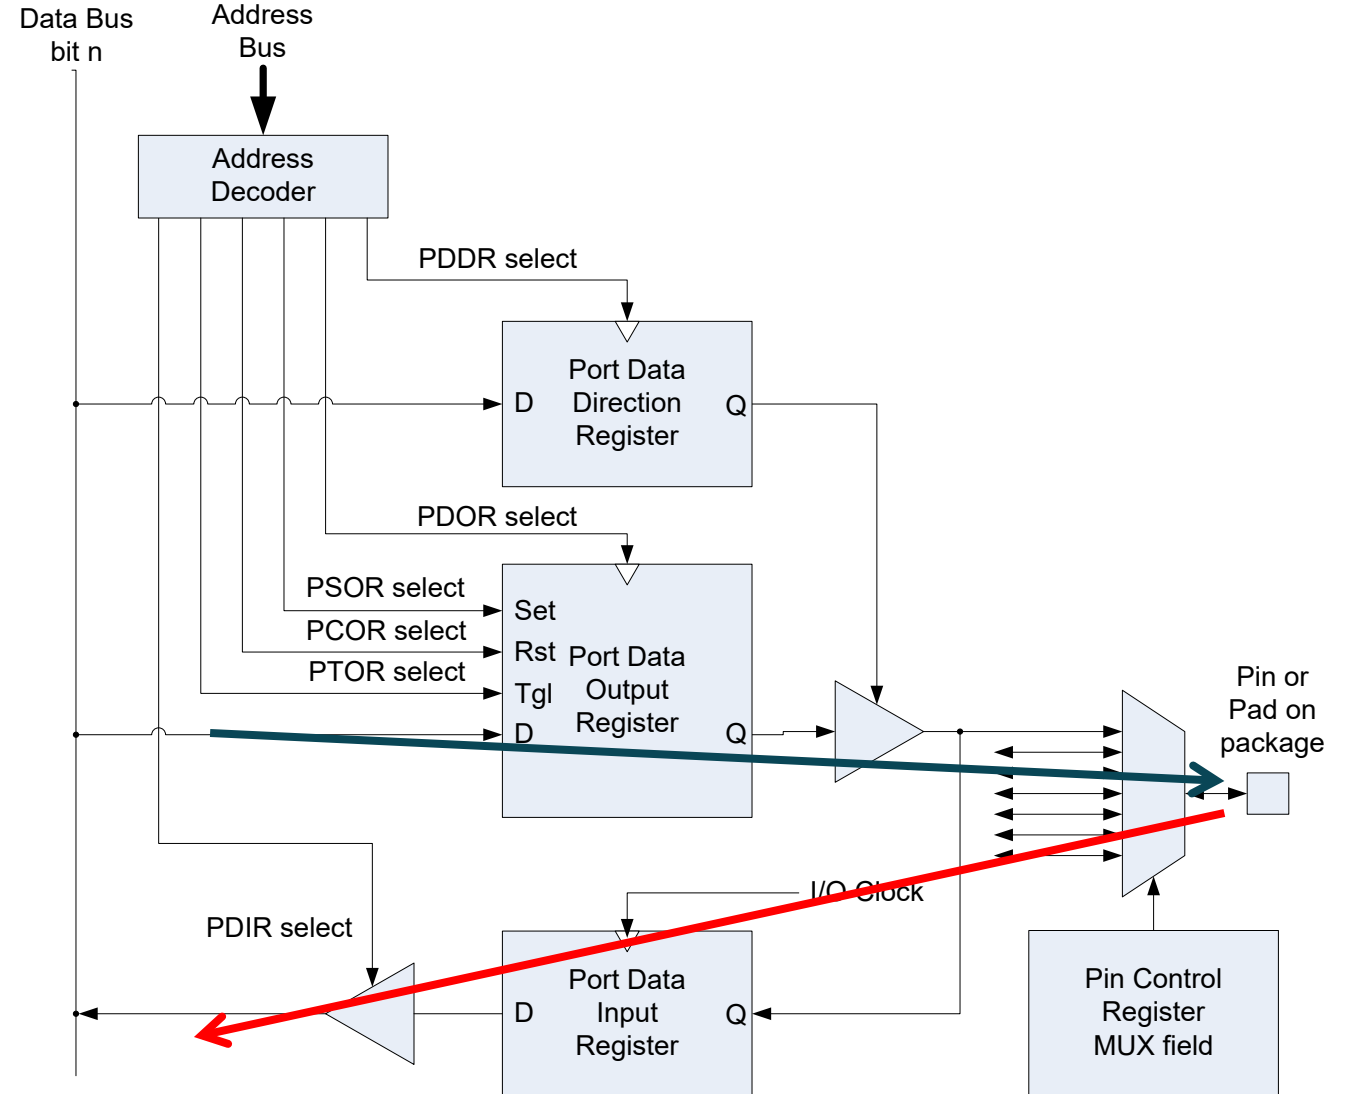 Data Bus
bit n
Address
Bus
Address
Decoder
PDDR select
Port Data
Direction
Register
D
Q
PDOR select
PSOR select
PCOR select
PTOR select
Set
Rst
Tgl
D
Port Data
Output
Register
Q
Pin or
Pad on
package
I/O Clock
PDIR select
Port Data
Input
Register
D
Q
Pin Control
Register
MUX field